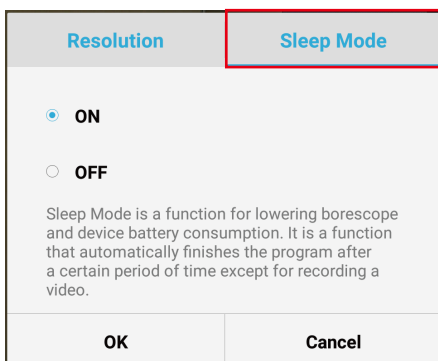 Resolution Sleep Mode
ON
OFF
Sleep Mode is a function for lowering borescope
and device battery consumption. It is a function
that automatically finishes the program after
a certain period of time except for recording a
video.
OK Cancel